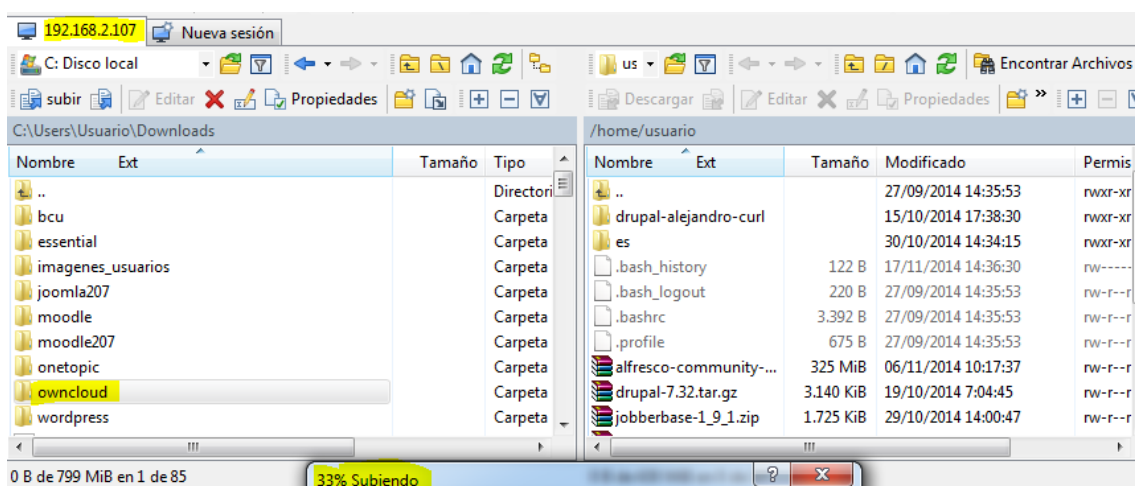 192.168.2.107 Nueva sesión
C: Disco local us Encontrar Archivos
subir Editar Propiedades Descargar Editar Propiedades »
C:\Users\Usuario\Downloads /home/usuario
Nombre Ext Tamaño Tipo Nombre Ext Tamaño Modificado Permis
.. Directori .. 27/09/2014 14:35:53 rwxr-xr
bcu Carpeta drupal-alejandro-curl 15/10/2014 17:38:30 rwxr-xr
essential Carpeta es 30/10/2014 14:34:15 rwxr-xr
imagenes_usuarios Carpeta .bash_history 122 B 17/11/2014 14:36:30 rw-----
joomla207 Carpeta .bash_logout 220 B 27/09/2014 14:35:53 rw-r--r
moodle Carpeta .bashrc 3.392 B 27/09/2014 14:35:53 rw-r--r
moodle207 Carpeta .profile 675 B 27/09/2014 14:35:53 rw-r--r
onetopic Carpeta alfresco-community-... 325 MiB 06/11/2014 10:17:37 rw-r--r
owncloud Carpeta drupal-7.32.tar.gz 3.140 KiB 19/10/2014 7:04:45 rw-r--r
wordpress Carpeta jobberbase-1_9_1.zip 1.725 KiB 29/10/2014 14:00:47 rw-r--r
0 B de 799 MiB en 1 de 85 33% Subiendo